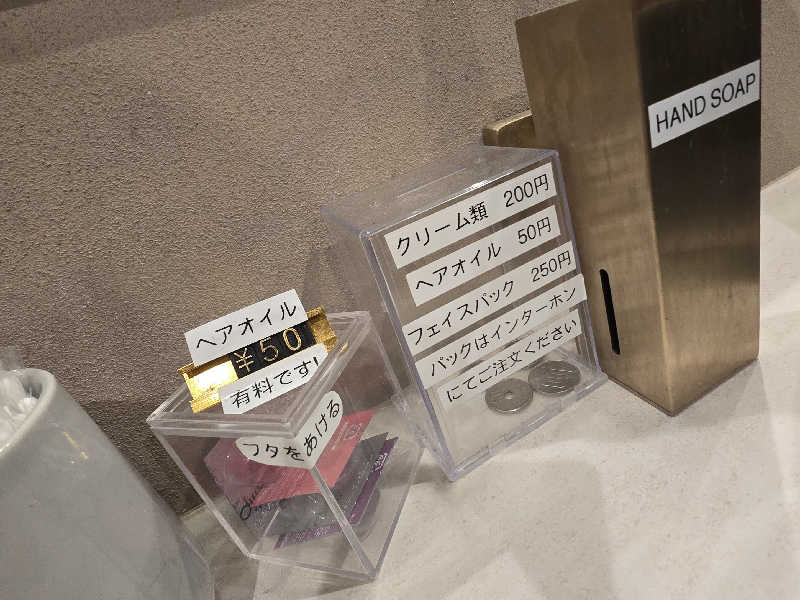 HAND SOAP
クリーム類 200円
ヘアオイル 50円
フェイスパック 250円
パックはインターホン
にてご注文ください
ヘアオイル
¥50
有料です!
フタをあける